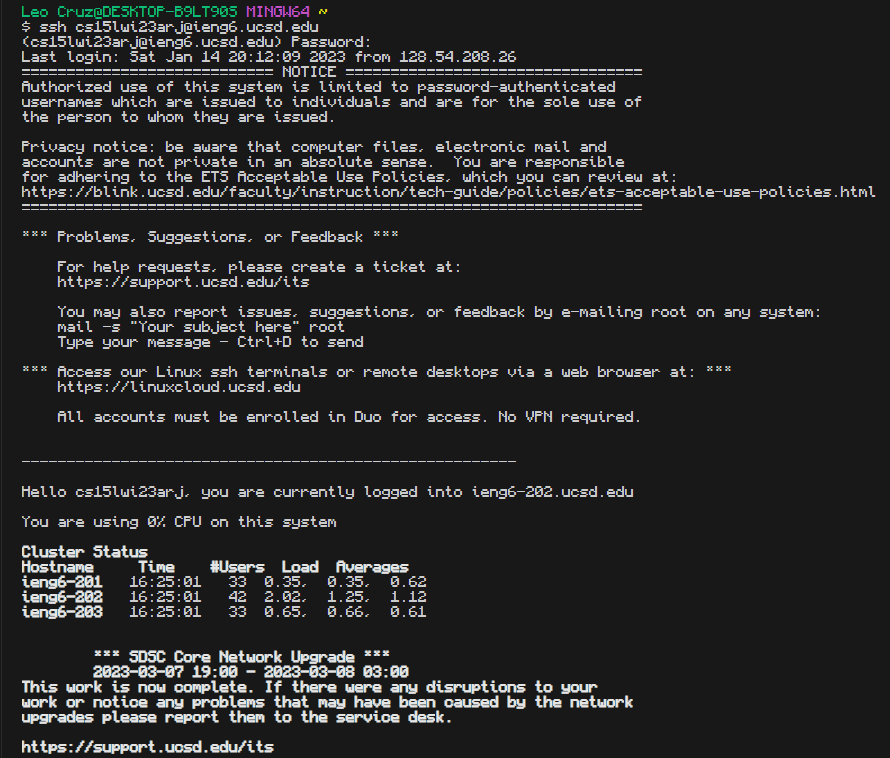 Leo Cruz@DESKTOP-B9LT905 MINGW64 ~
$ ssh cs15lwi23arj@ieng6.ucsd.edu
(cs15lwi23arj@ieng6.ucsd.edu) Password:
Last login: Sat Jan 14 20:12:09 2023 from 128.54.208.26
============================ NOTICE =================================
Authorized use of this system is limited to password-authenticated
usernames which are issued to individuals and are for the sole use of
the person to whom they are issued.

Privacy notice: be aware that computer files, electronic mail and
accounts are not private in an absolute sense.  You are responsible
for adhering to the ETS Acceptable Use Policies, which you can review at:
https://blink.ucsd.edu/faculty/instruction/tech-guide/policies/ets-acceptable-use-policies.html
=====================================================================

*** Problems, Suggestions, or Feedback ***

    For help requests, please create a ticket at:
    https://support.ucsd.edu/its

    You may also report issues, suggestions, or feedback by e-mailing root on any system:
    mail -s "Your subject here" root
    Type your message - Ctrl+D to send

*** Access our Linux ssh terminals or remote desktops via a web browser at: ***
    https://linuxcloud.ucsd.edu

    All accounts must be enrolled in Duo for access. No VPN required.

-------------------------------------------------------

Hello cs15lwi23arj, you are currently logged into ieng6-202.ucsd.edu

You are using 0% CPU on this system

Cluster Status
Hostname     Time    #Users  Load  Averages
ieng6-201   16:25:01   33  0.35,  0.35,  0.62
ieng6-202   16:25:01   42  2.02,  1.25,  1.12
ieng6-203   16:25:01   33  0.65,  0.66,  0.61

        *** SDSC Core Network Upgrade ***
        2023-03-07 19:00 - 2023-03-08 03:00
This work is now complete. If there were any disruptions to your
work or notice any problems that may have been caused by the network
upgrades please report them to the service desk.

https://support.ucsd.edu/its